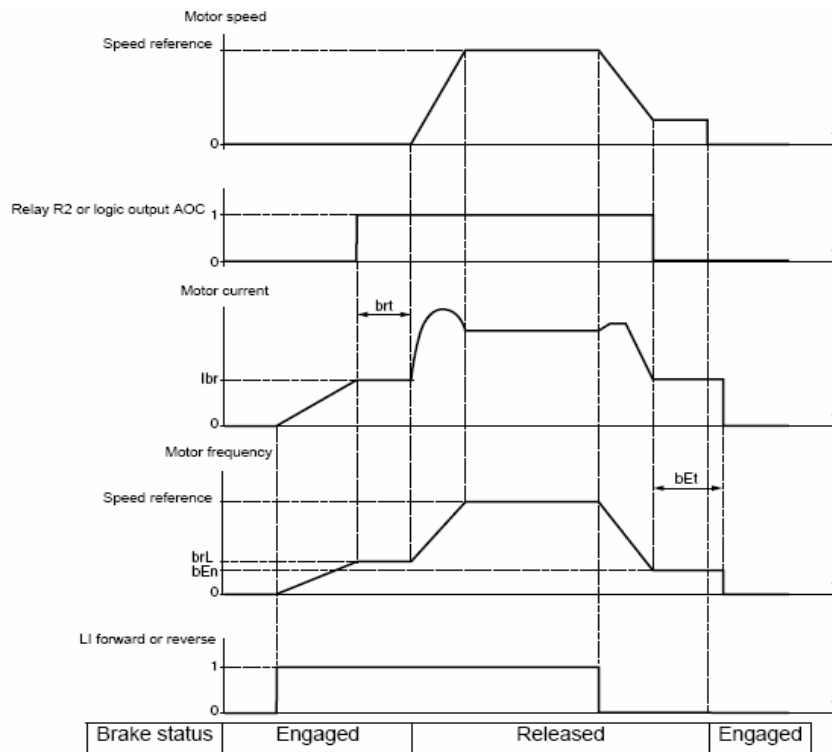 Motor speed
Speed reference
0
Relay R2 or logic output AOC
1
0
Motor current
brt
Ibr
0
Motor frequency
bEt
Speed reference
brL
bEn
0
LI forward or reverse
1
0
Brake status Engaged Released Engaged